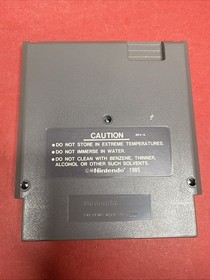 CAUTION
•DO NOT STORE IN EXTREME TEMPERATURES.
•DO NOT IMMERSE IN WATER.
•DO NOT CLEAN WITH BENZENE, THINNER,
ALCOHOL OR OTHER SUCH SOLVENTS.
©Nintendo 1985
Nintendo